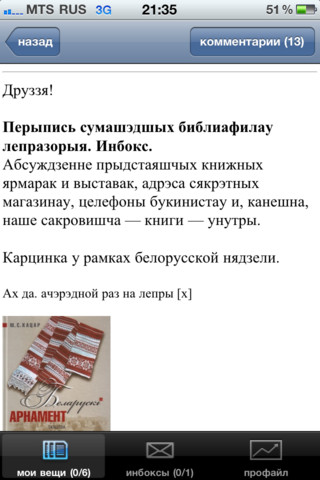 MTS RUS 3G 21:35 51 %
назад комментарии (13)
Друззя!
Перыпись сумашэдшых библиафилау
лепразорыя. Инбокс.
Абсуждзенне прыдстаяшчых книжных
ярмарак и выставак, адрэса сякрэтных
магазинау, целефоны букинистау и, канешна,
наше сакровишча — книги — унутры.
Карцинка у рамках белорусской нядзели.
Ах да. ачэрэдной раз на лепры [x]
М. С. КАЦАР
Беларускі
АРНАМЕНТ
мои вещи (0/6) инбоксы (0/1) профайл